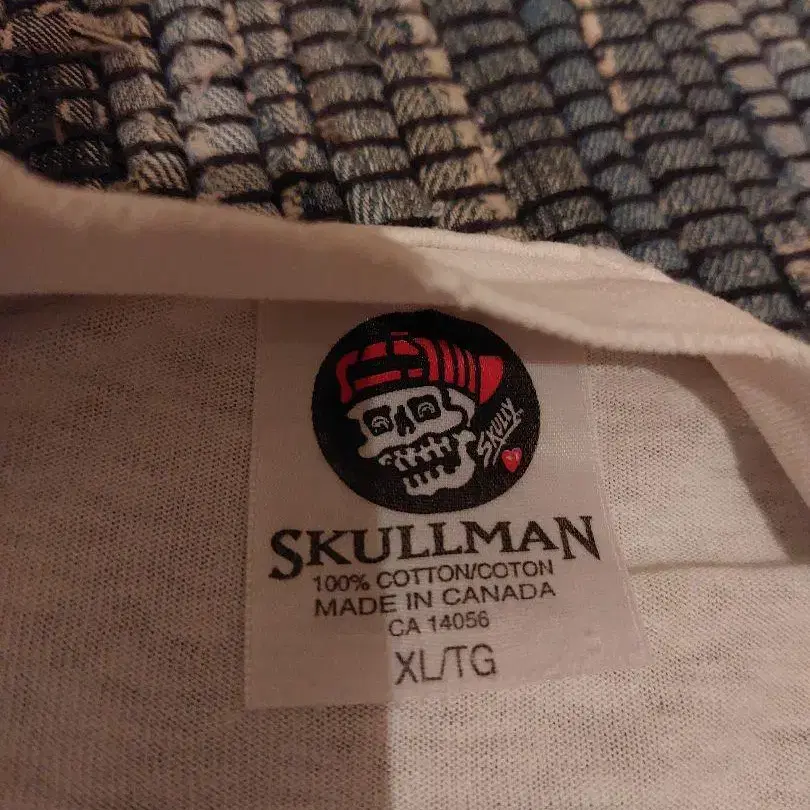 SKULLY
SKULLMAN
100% COTTON/COTON
MADE IN CANADA
CA 14056
XL/TG